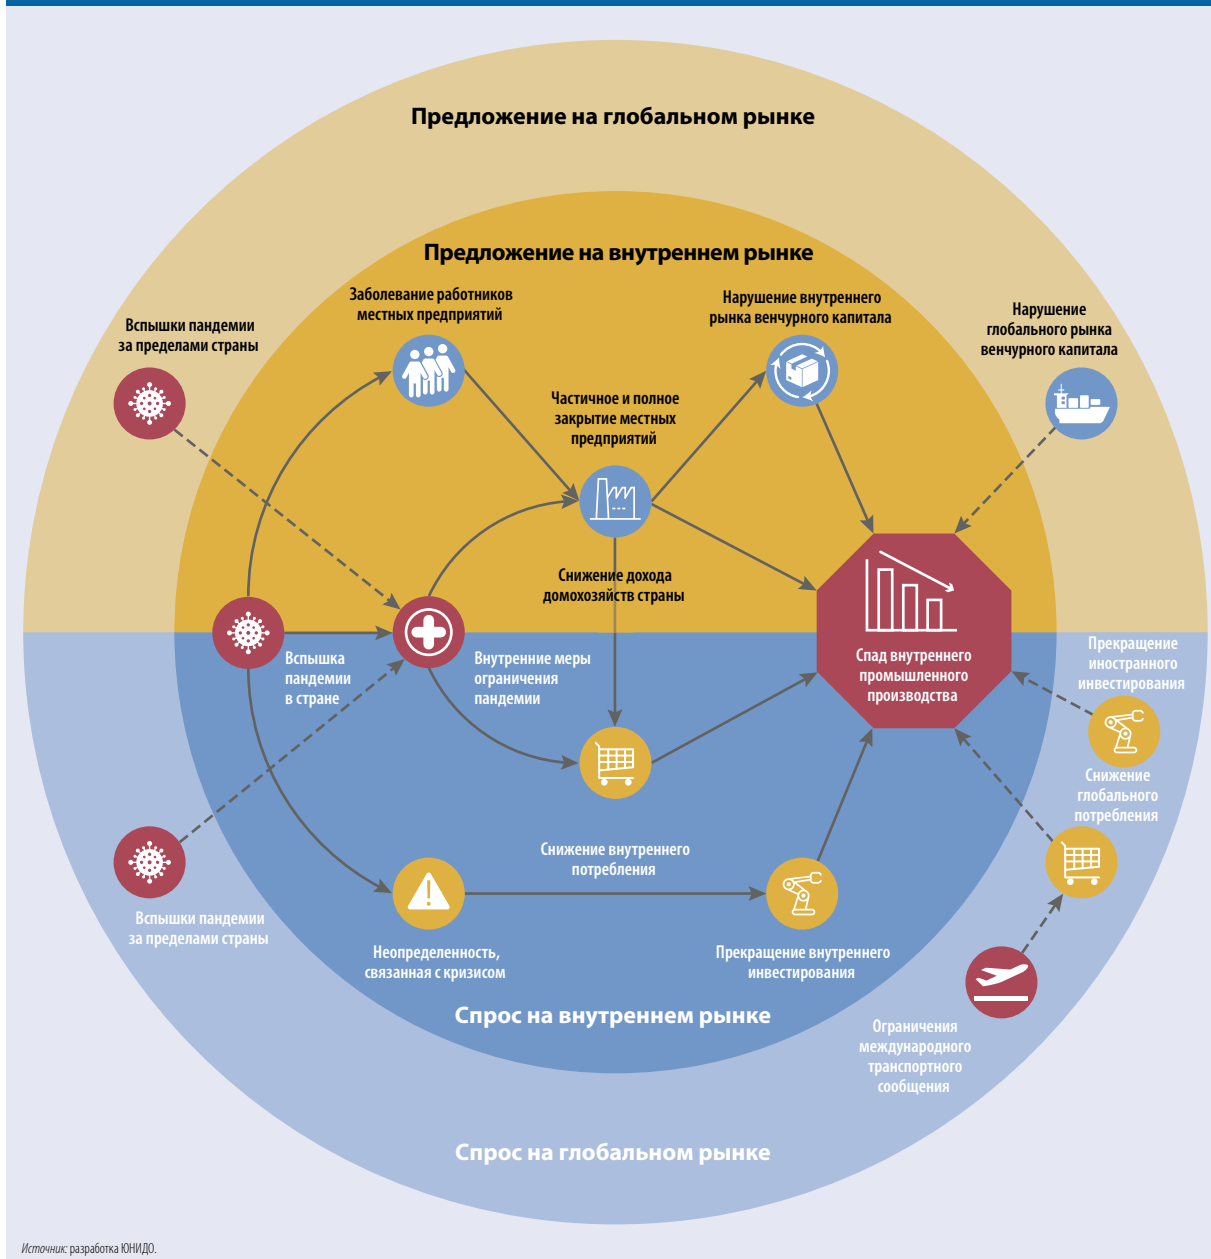 Предложение на глобальном рынке
Предложение на внутреннем рынке
Заболевание работников
местных предприятий
Нарушение внутреннего
рынка венчурного капитала
Вспышки пандемии
за пределами страны
Нарушение
глобального рынка
венчурного капитала
Частичное и полное
закрытие местных
предприятий
Снижение дохода
домохозяйств страны
Вспышка
пандемии
в стране
Внутренние меры
ограничения
пандемии
Спад внутреннего
промышленного
производства
Прекращение
иностранного
инвестирования
Снижение
глобального
потребления
Снижение внутреннего
потребления
Вспышки пандемии
за пределами страны
Неопределенность,
связанная с кризисом
Прекращение внутреннего
инвестирования
Спрос на внутреннем рынке
Ограничения
международного
транспортного
сообщения
Спрос на глобальном рынке
Источник: разработка ЮНИДО.